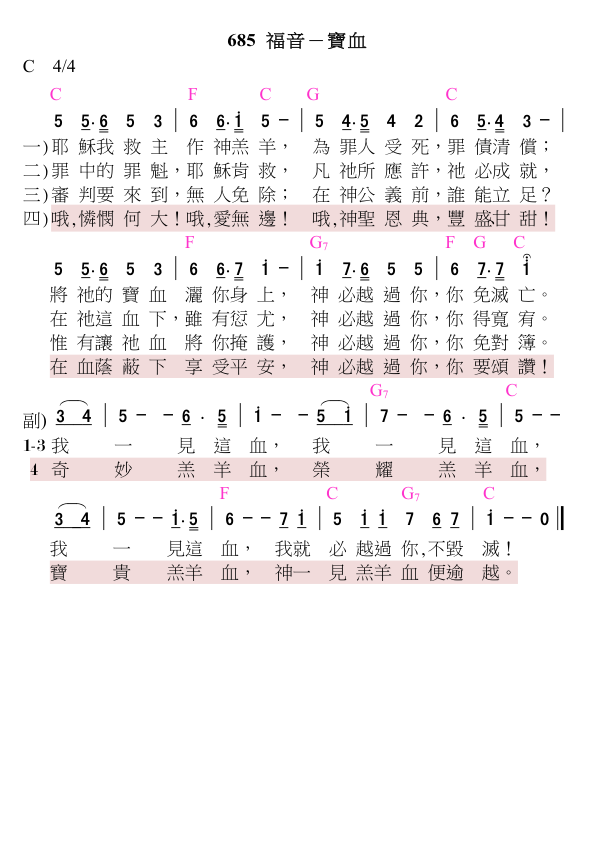 685 福音－寶血
C 4/4
C F C G C
5 5·6 5 3 | 6 6·i 5 － | 5 4·5 4 2 | 6 5·4 3 － |
一)耶 穌我 救 主 作 神羔 羊， 為 罪人 受 死，罪 債清 償；
二)罪 中的 罪 魁，耶 穌肯 救， 凡 祂所 應 許，祂 必成 就，
三)審 判要 來 到，無 人免 除； 在 神公 義 前，誰 能立 足？
四)哦，憐憫 何 大！哦，愛無 邊！ 哦，神聖 恩 典，豐 盛甘 甜！
F G7 F G C
5 5·6 5 3 | 6 6·7 i － | i 7·6 5 5 | 6 7·7 i
將 祂的 寶 血 灑 你身 上， 神 必越 過 你，你 免滅 亡。
在 祂這 血 下，雖 有愆 尤， 神 必越 過 你，你 得寬 宥。
惟 有讓 祂 血 將 你掩 護， 神 必越 過 你，你 免對 簿。
在 血蔭 蔽 下 享 受平 安， 神 必越 過 你，你 要頌 讚！
G7 C
副) 3 4 | 5 － － 6 · 5 | i － － 5 i | 7 － － 6 · 5 | 5 － －
1-3 我 一 見 這 血， 我 一 見 這 血，
4 奇 妙 羔 羊 血， 榮 耀 羔 羊 血，
F C G7 C
3 4 | 5 － － i·5 | 6 － － 7 i | 5 i i 7 6 7 | i － － 0 ‖
我 一 見這 血， 我就 必 越過 你，不毀 滅！
寶 貴 羔羊 血， 神一 見 羔羊 血 便逾 越。